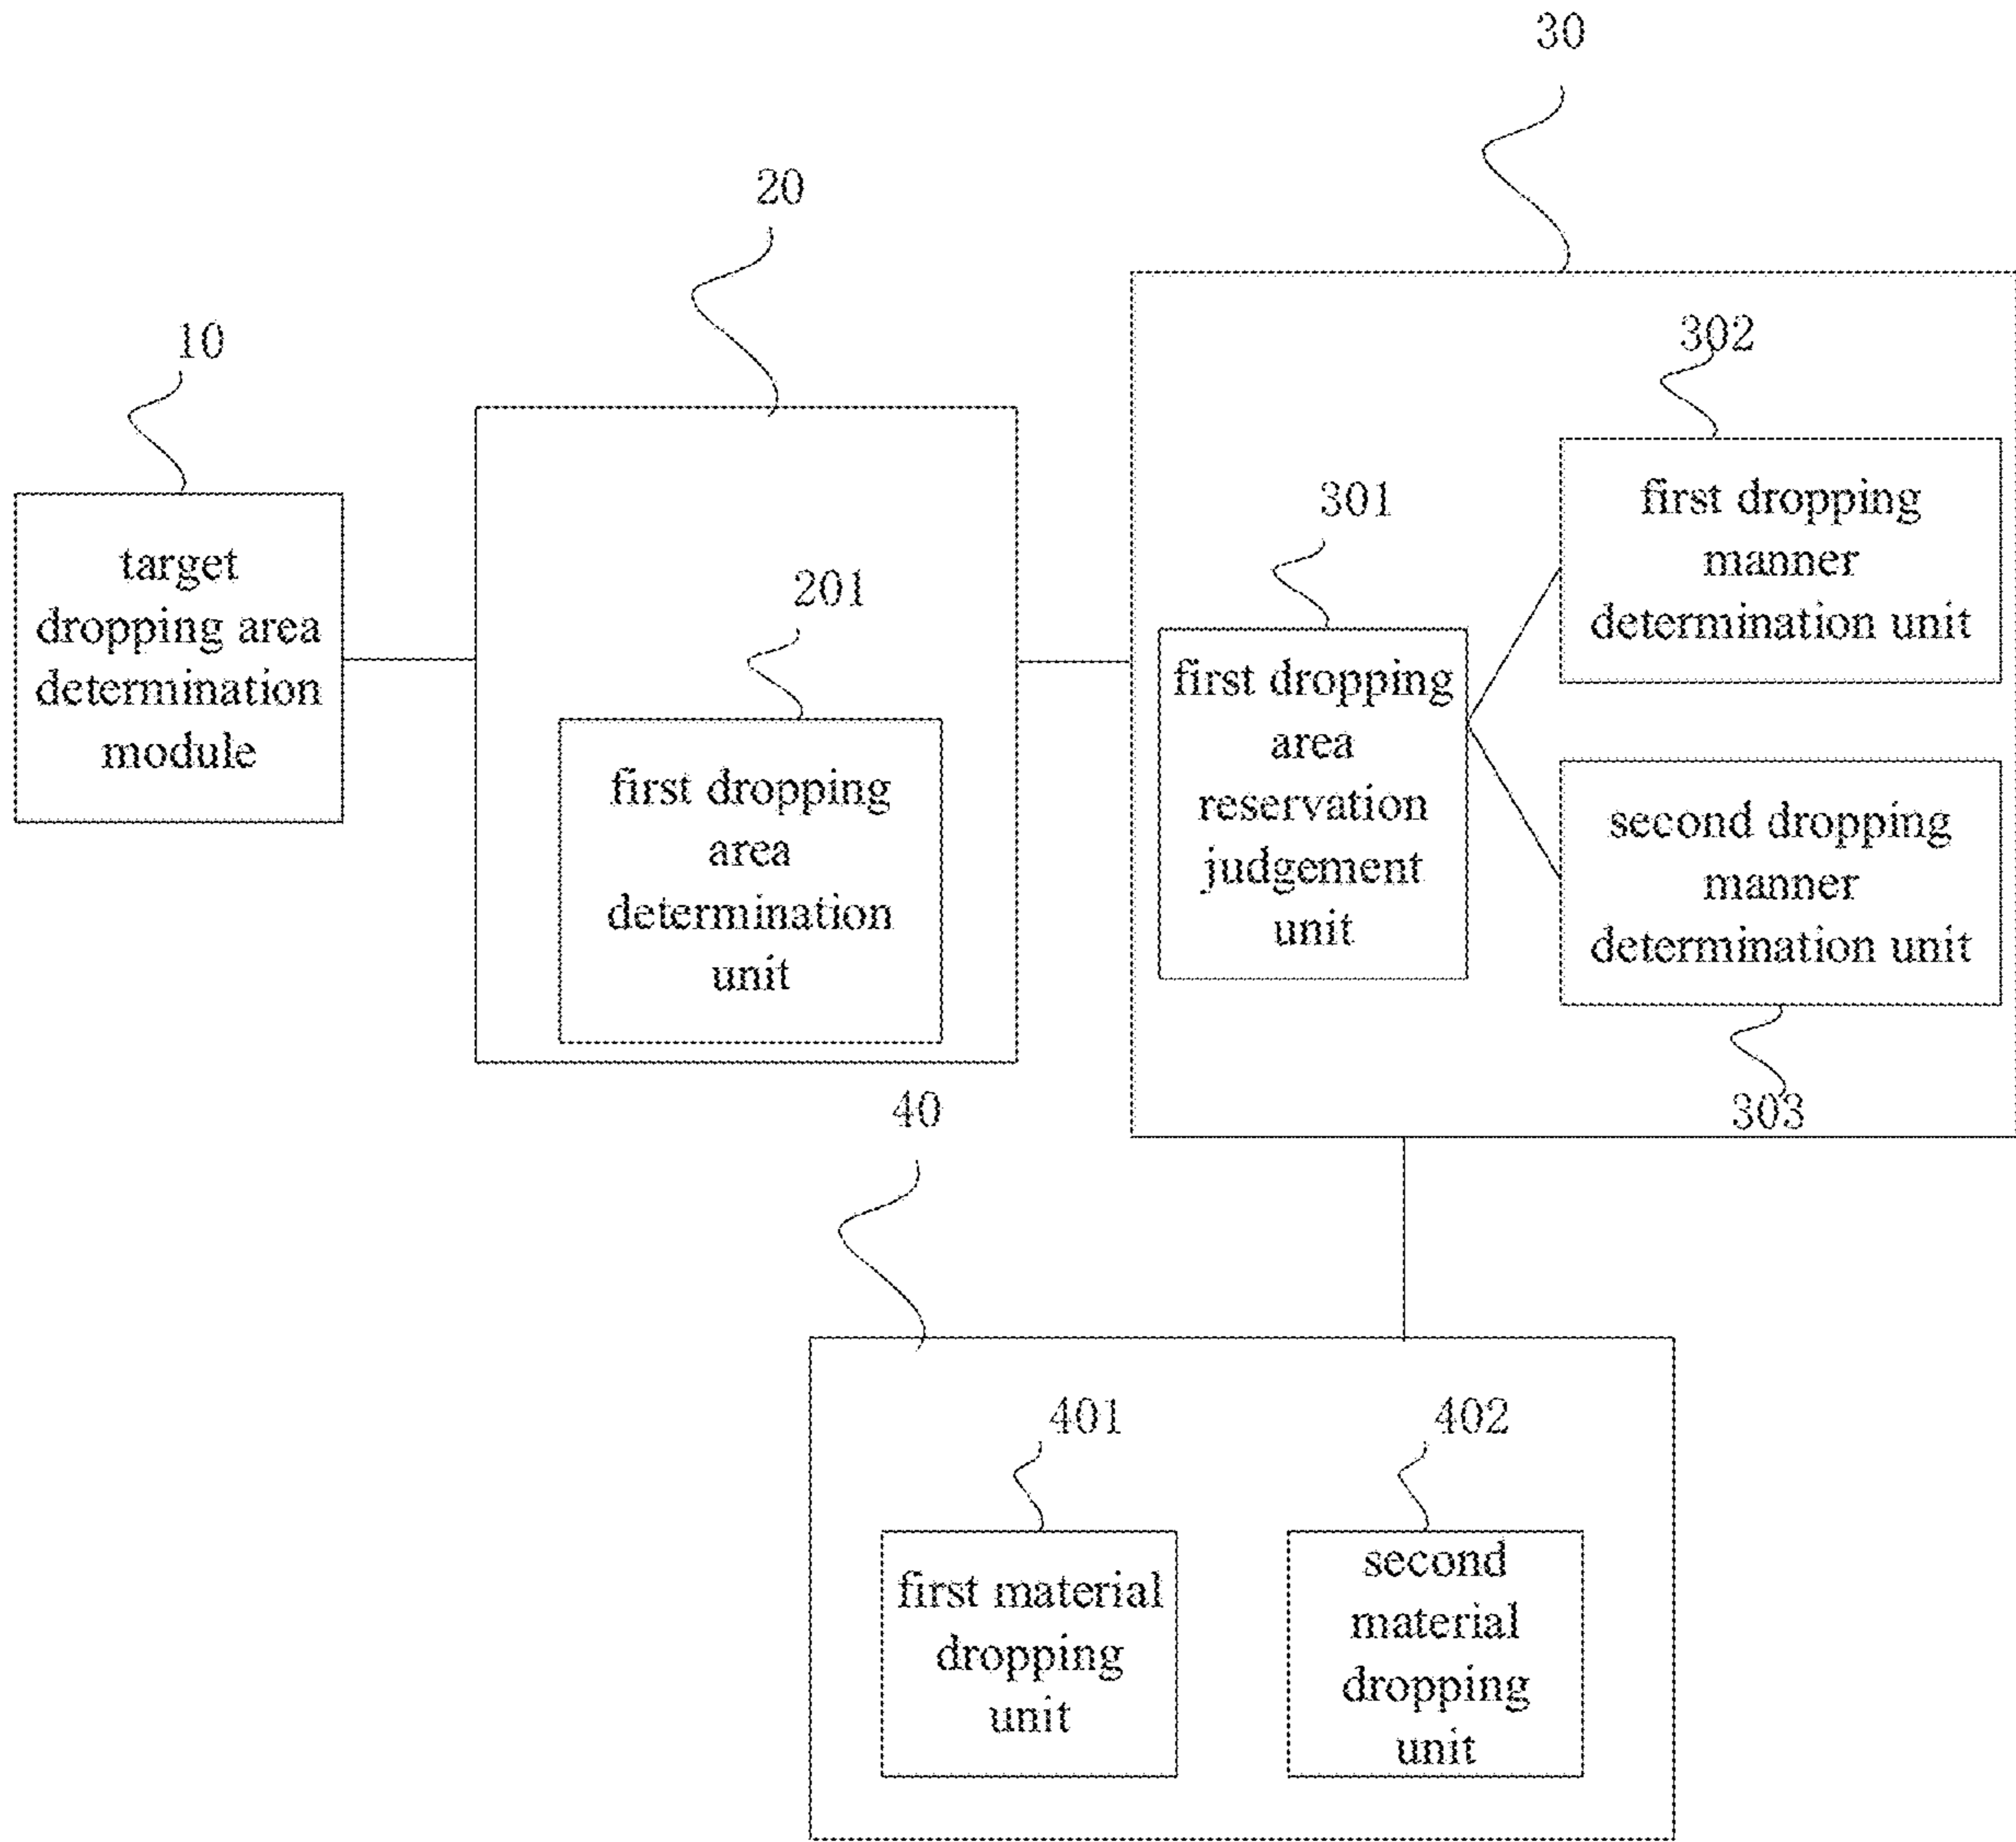 30
20
10
302
first dropping
manner
determination unit
301
first dropping
area
reservation
judgement
unit
target
dropping area
determination
module
201
first dropping
area
determination
unit
second dropping
manner
determination unit
303
40
401
402
first material
dropping
unit
second
material
dropping
unit